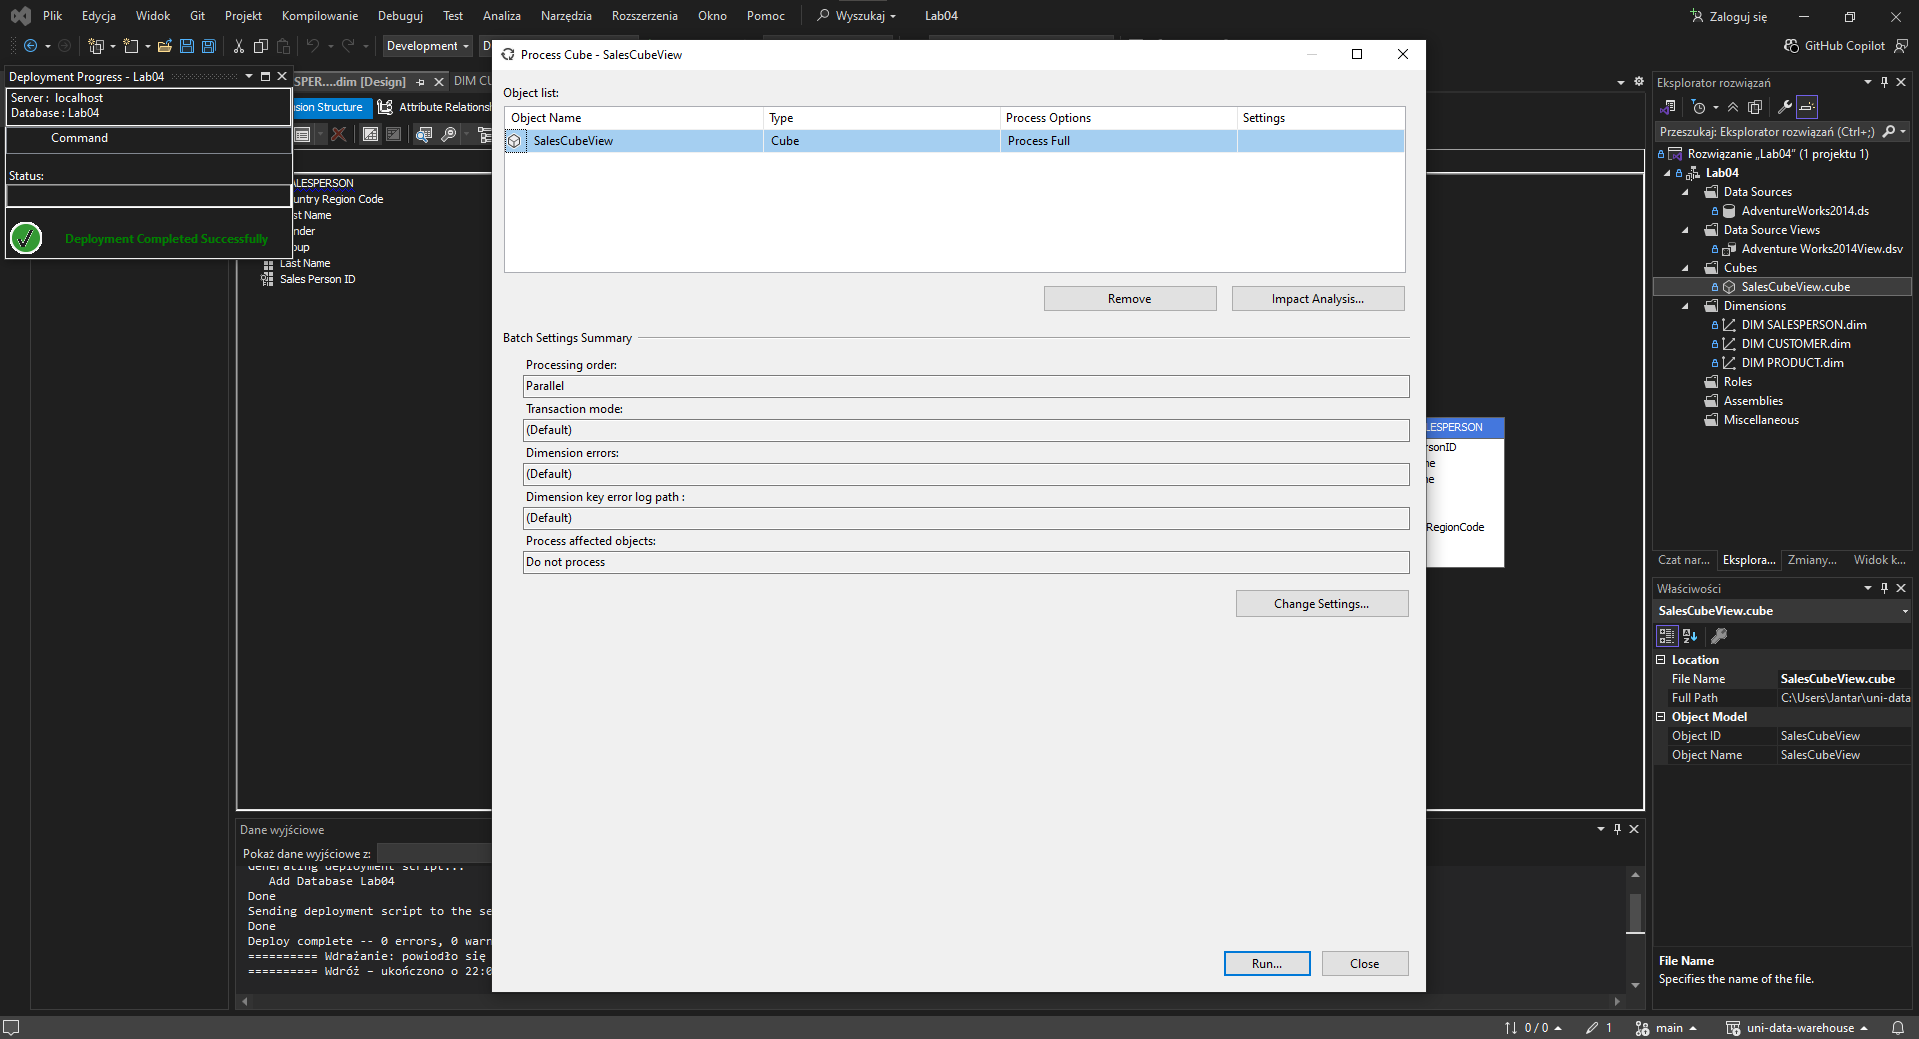 Plik Edycja Widok Git Projekt Kompilowanie Debuguj Test Analiza Narzędzia Rozszerzenia Okno Pomoc Wyszukaj Lab04 Zaloguj się
Development GitHub Copilot
Process Cube - SalesCubeView
Deployment Progress - Lab04
Server : localhost
Database : Lab04
Command
Status:
Deployment Completed Successfully
SPER....dim [Design] DIM CU
sion Structure Attribute Relationsh
ALESPERSON
untry Region Code
st Name
nder
oup
Last Name
Sales Person ID
Object list:
Object Name Type Process Options Settings
SalesCubeView Cube Process Full
Remove Impact Analysis...
Batch Settings Summary
Processing order:
Parallel
Transaction mode:
(Default)
Dimension errors:
(Default)
Dimension key error log path :
(Default)
Process affected objects:
Do not process
Change Settings...
Run... Close
LESPERSON
rsonID
me
ne
RegionCode
Dane wyjściowe
Pokaż dane wyjściowe z:
Generating deployment script...
Add Database Lab04
Done
Sending deployment script to the se
Done
Deploy complete -- 0 errors, 0 warn
========== Wdrażanie: powiodło się
========== Wdróż – ukończono o 22:0
Eksplorator rozwiązań
Przeszukaj: Eksplorator rozwiązań (Ctrl+;)
Rozwiązanie „Lab04” (1 projektu 1)
Lab04
Data Sources
AdventureWorks2014.ds
Data Source Views
Adventure Works2014View.dsv
Cubes
SalesCubeView.cube
Dimensions
DIM SALESPERSON.dim
DIM CUSTOMER.dim
DIM PRODUCT.dim
Roles
Assemblies
Miscellaneous
Czat nar... Eksplora... Zmiany... Widok k...
Właściwości
SalesCubeView.cube
Location
File Name SalesCubeView.cube
Full Path C:\Users\Jantar\uni-data
Object Model
Object ID SalesCubeView
Object Name SalesCubeView
File Name
Specifies the name of the file.
0 / 0 1 main uni-data-warehouse